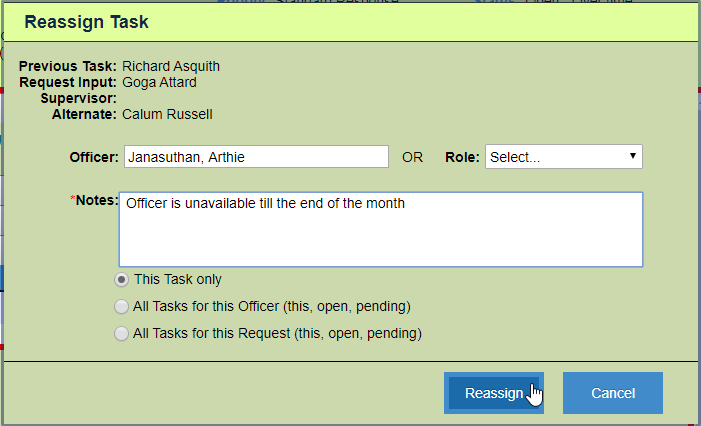 Reassign Task
Previous Task: Richard Asquith
Request Input: Goga Attard
Supervisor:
Alternate: Calum Russell
Officer: Janasuthan, Arthie OR Role: Select...
*Notes: Officer is unavailable till the end of the month
This Task only
All Tasks for this Officer (this, open, pending)
All Tasks for this Request (this, open, pending)
Reassign Cancel